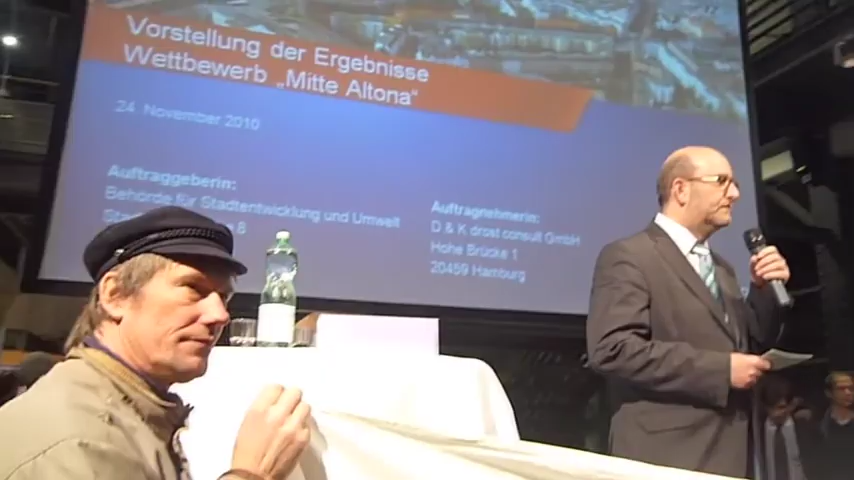 Vorstellung der Ergebnisse
Wettbewerb „Mitte Altona“
24 November 2010
Auftraggeberin:
Behörde für Stadtentwicklung und Umwelt
8
Auftragnehmerin:
D & K drost consult GmbH
Hohe Brücke 1
20459 Hamburg